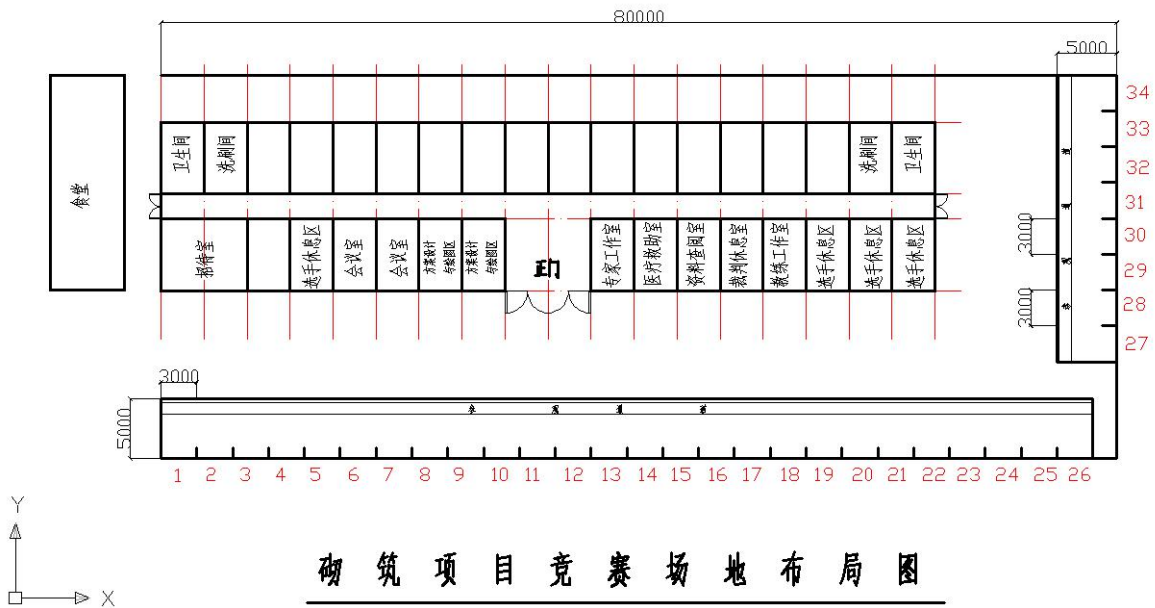 80000
5000
34
33
32
31
30
29
28
27
3000
3000
食堂
卫生间
洗刷间
洗刷间
卫生间
招待室
选手休息区
会议室
会议室
方案设计
与绘图区
方案设计
与绘图区
正门
专家工作室
医疗救助室
资料查阅室
裁判休息室
教练工作室
选手休息区
选手休息区
选手休息区
3000
5000
1 2 3 4 5 6 7 8 9 10 11 12 13 14 15 16 17 18 19 20 21 22 23 24 25 26
Y
X
砌筑项目竞赛场地布局图